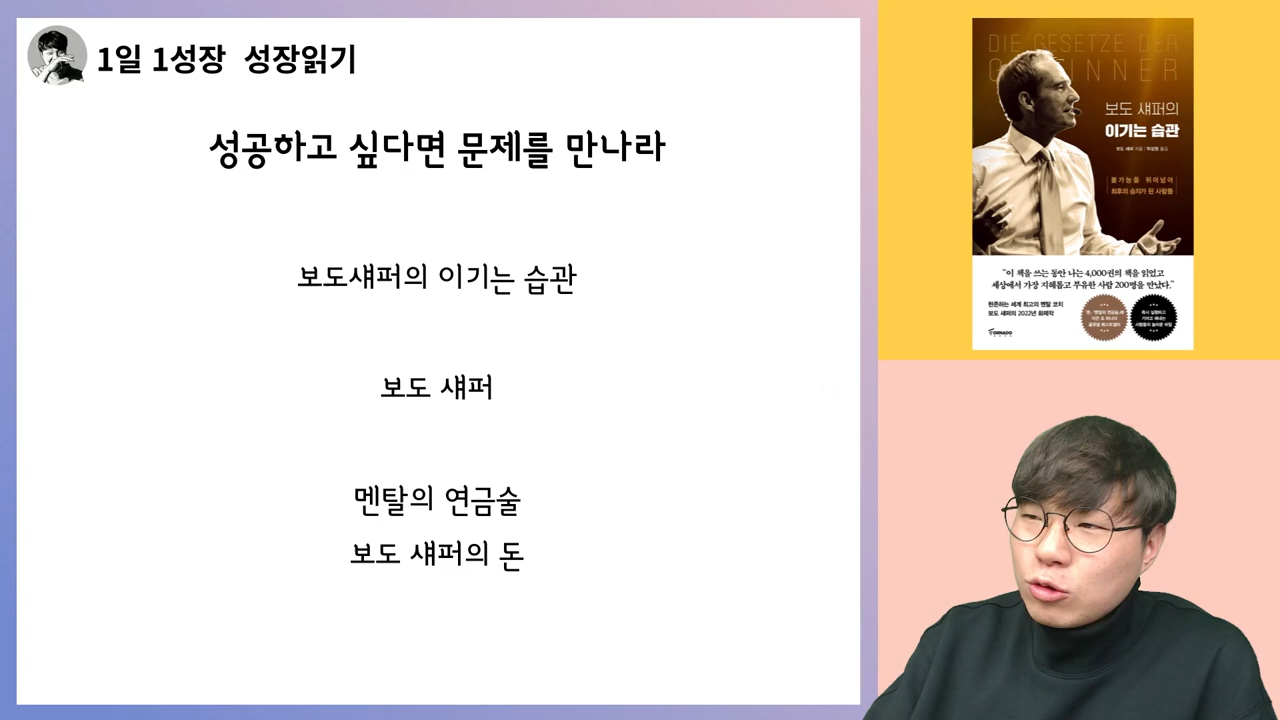 1일 1성장 성장읽기
성공하고 싶다면 문제를 만나라
보도섀퍼의 이기는 습관
보도 섀퍼
멘탈의 연금술
보도 섀퍼의 돈
DIE GESETZE DER
보도 섀퍼의
이기는 습관
보도 섀퍼 지음
불가능을 뛰어넘어
최후의 승자가 된 사람들
"이 책을 쓰는 동안 나는 4,000권의 책을 읽었고
세상에서 가장 지혜롭고 부유한 사람 200명을 만났다."
현존하는 세계 최고의 멘탈 코치
보도 섀퍼의 2022년 화제작